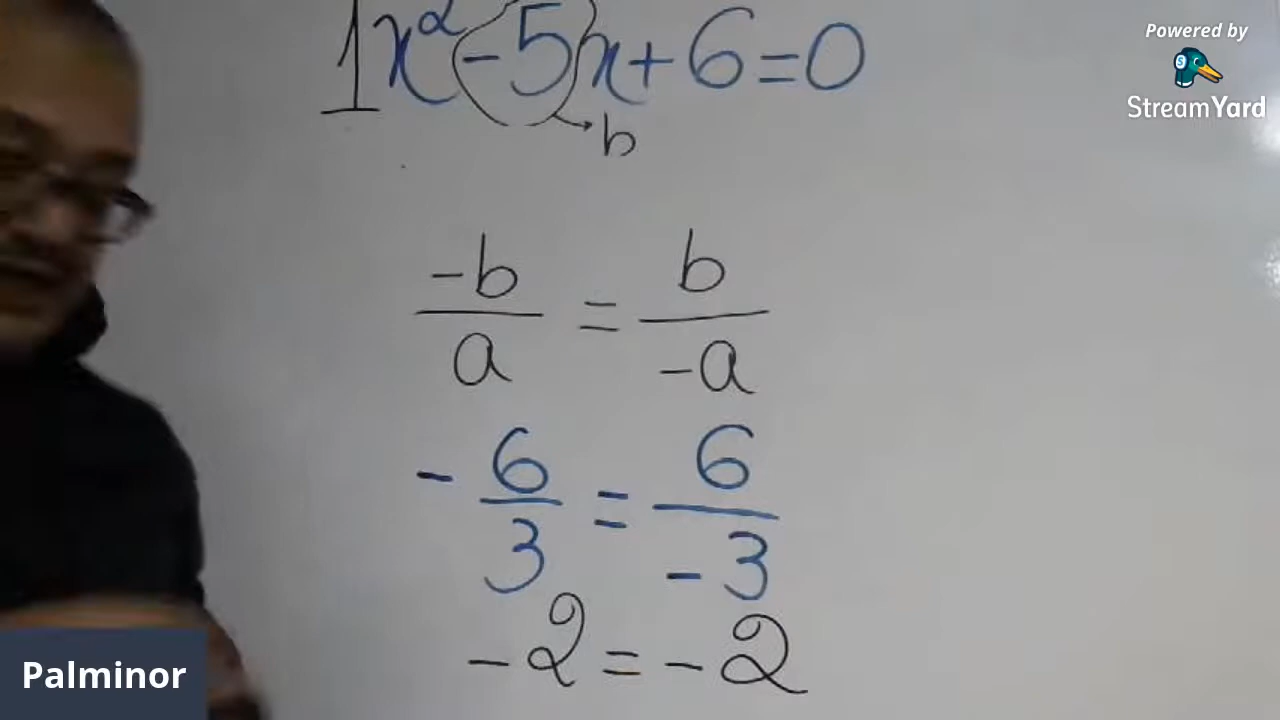 1x² - 5x + 6 = 0
b
-b/a = b/-a
- 6/3 = 6/-3
-2 = -2
Powered by
StreamYard
Palminor